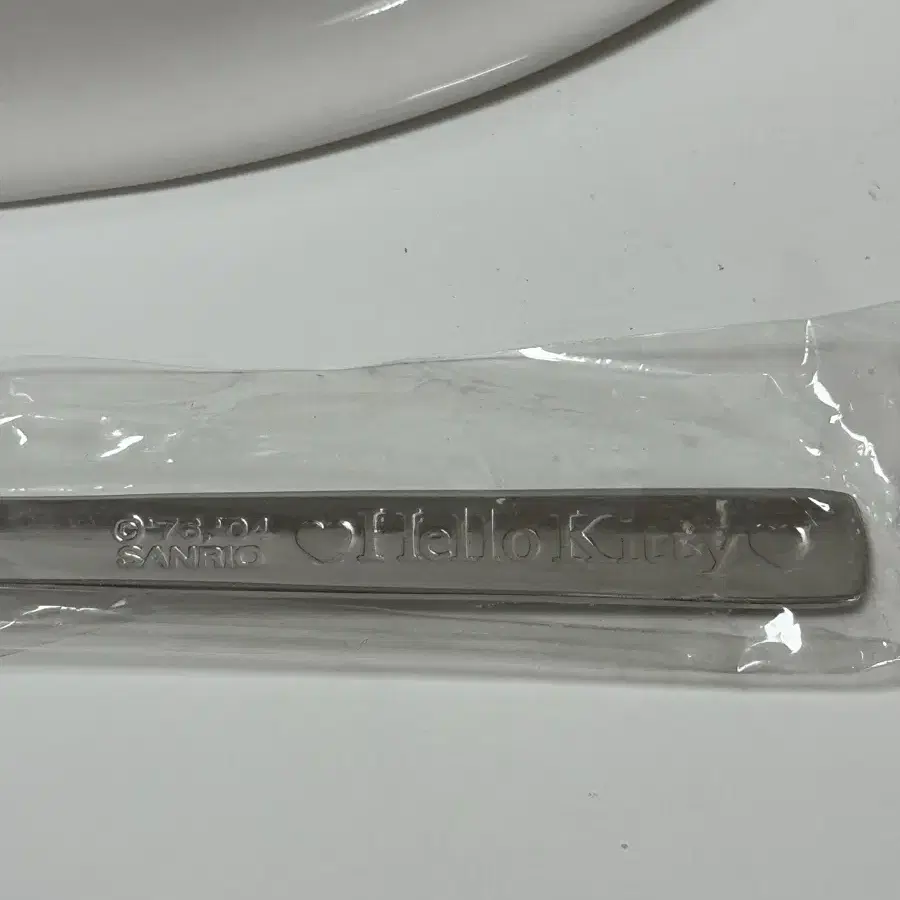 © '76, '04
SANRIO
♡Hello Kitty♡